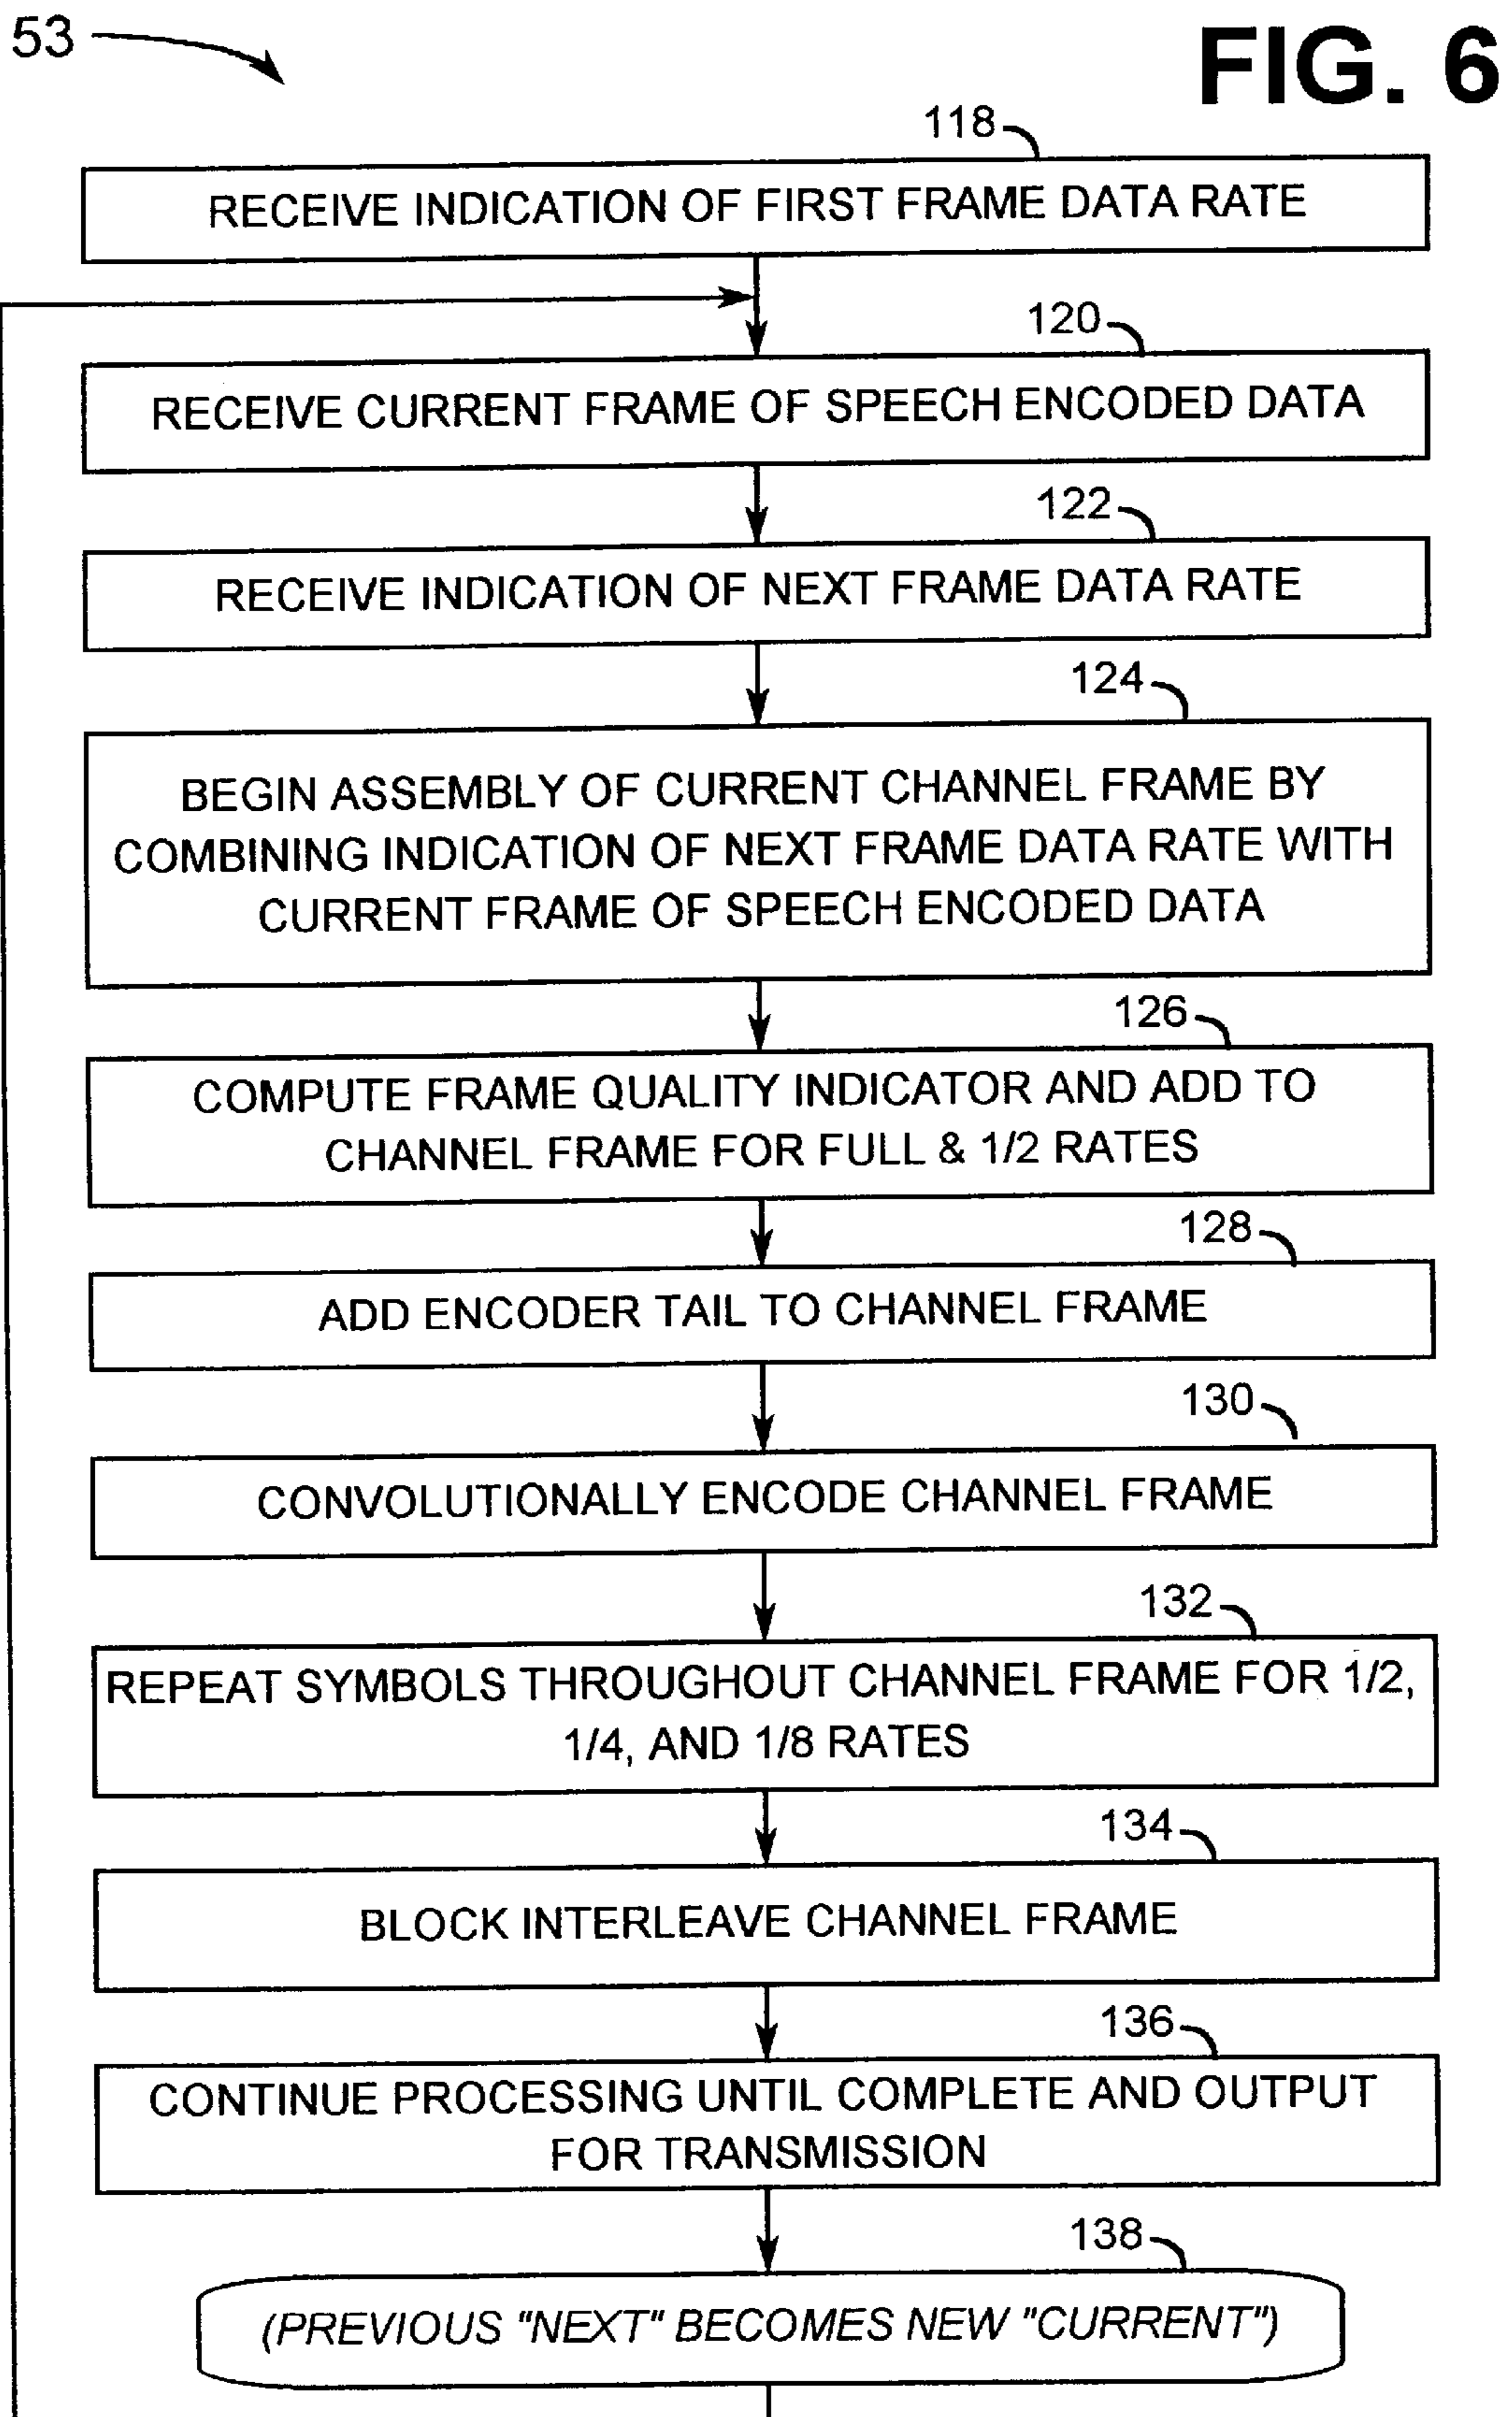 53
FIG. 6
118
RECEIVE INDICATION OF FIRST FRAME DATA RATE
120
RECEIVE CURRENT FRAME OF SPEECH ENCODED DATA
122
RECEIVE INDICATION OF NEXT FRAME DATA RATE
124
BEGIN ASSEMBLY OF CURRENT CHANNEL FRAME BY
COMBINING INDICATION OF NEXT FRAME DATA RATE WITH
CURRENT FRAME OF SPEECH ENCODED DATA
126
COMPUTE FRAME QUALITY INDICATOR AND ADD TO
CHANNEL FRAME FOR FULL & 1/2 RATES
128
ADD ENCODER TAIL TO CHANNEL FRAME
130
CONVOLUTIONALLY ENCODE CHANNEL FRAME
132
REPEAT SYMBOLS THROUGHOUT CHANNEL FRAME FOR 1/2,
1/4, AND 1/8 RATES
134
BLOCK INTERLEAVE CHANNEL FRAME
136
CONTINUE PROCESSING UNTIL COMPLETE AND OUTPUT
FOR TRANSMISSION
138
(PREVIOUS "NEXT" BECOMES NEW "CURRENT")